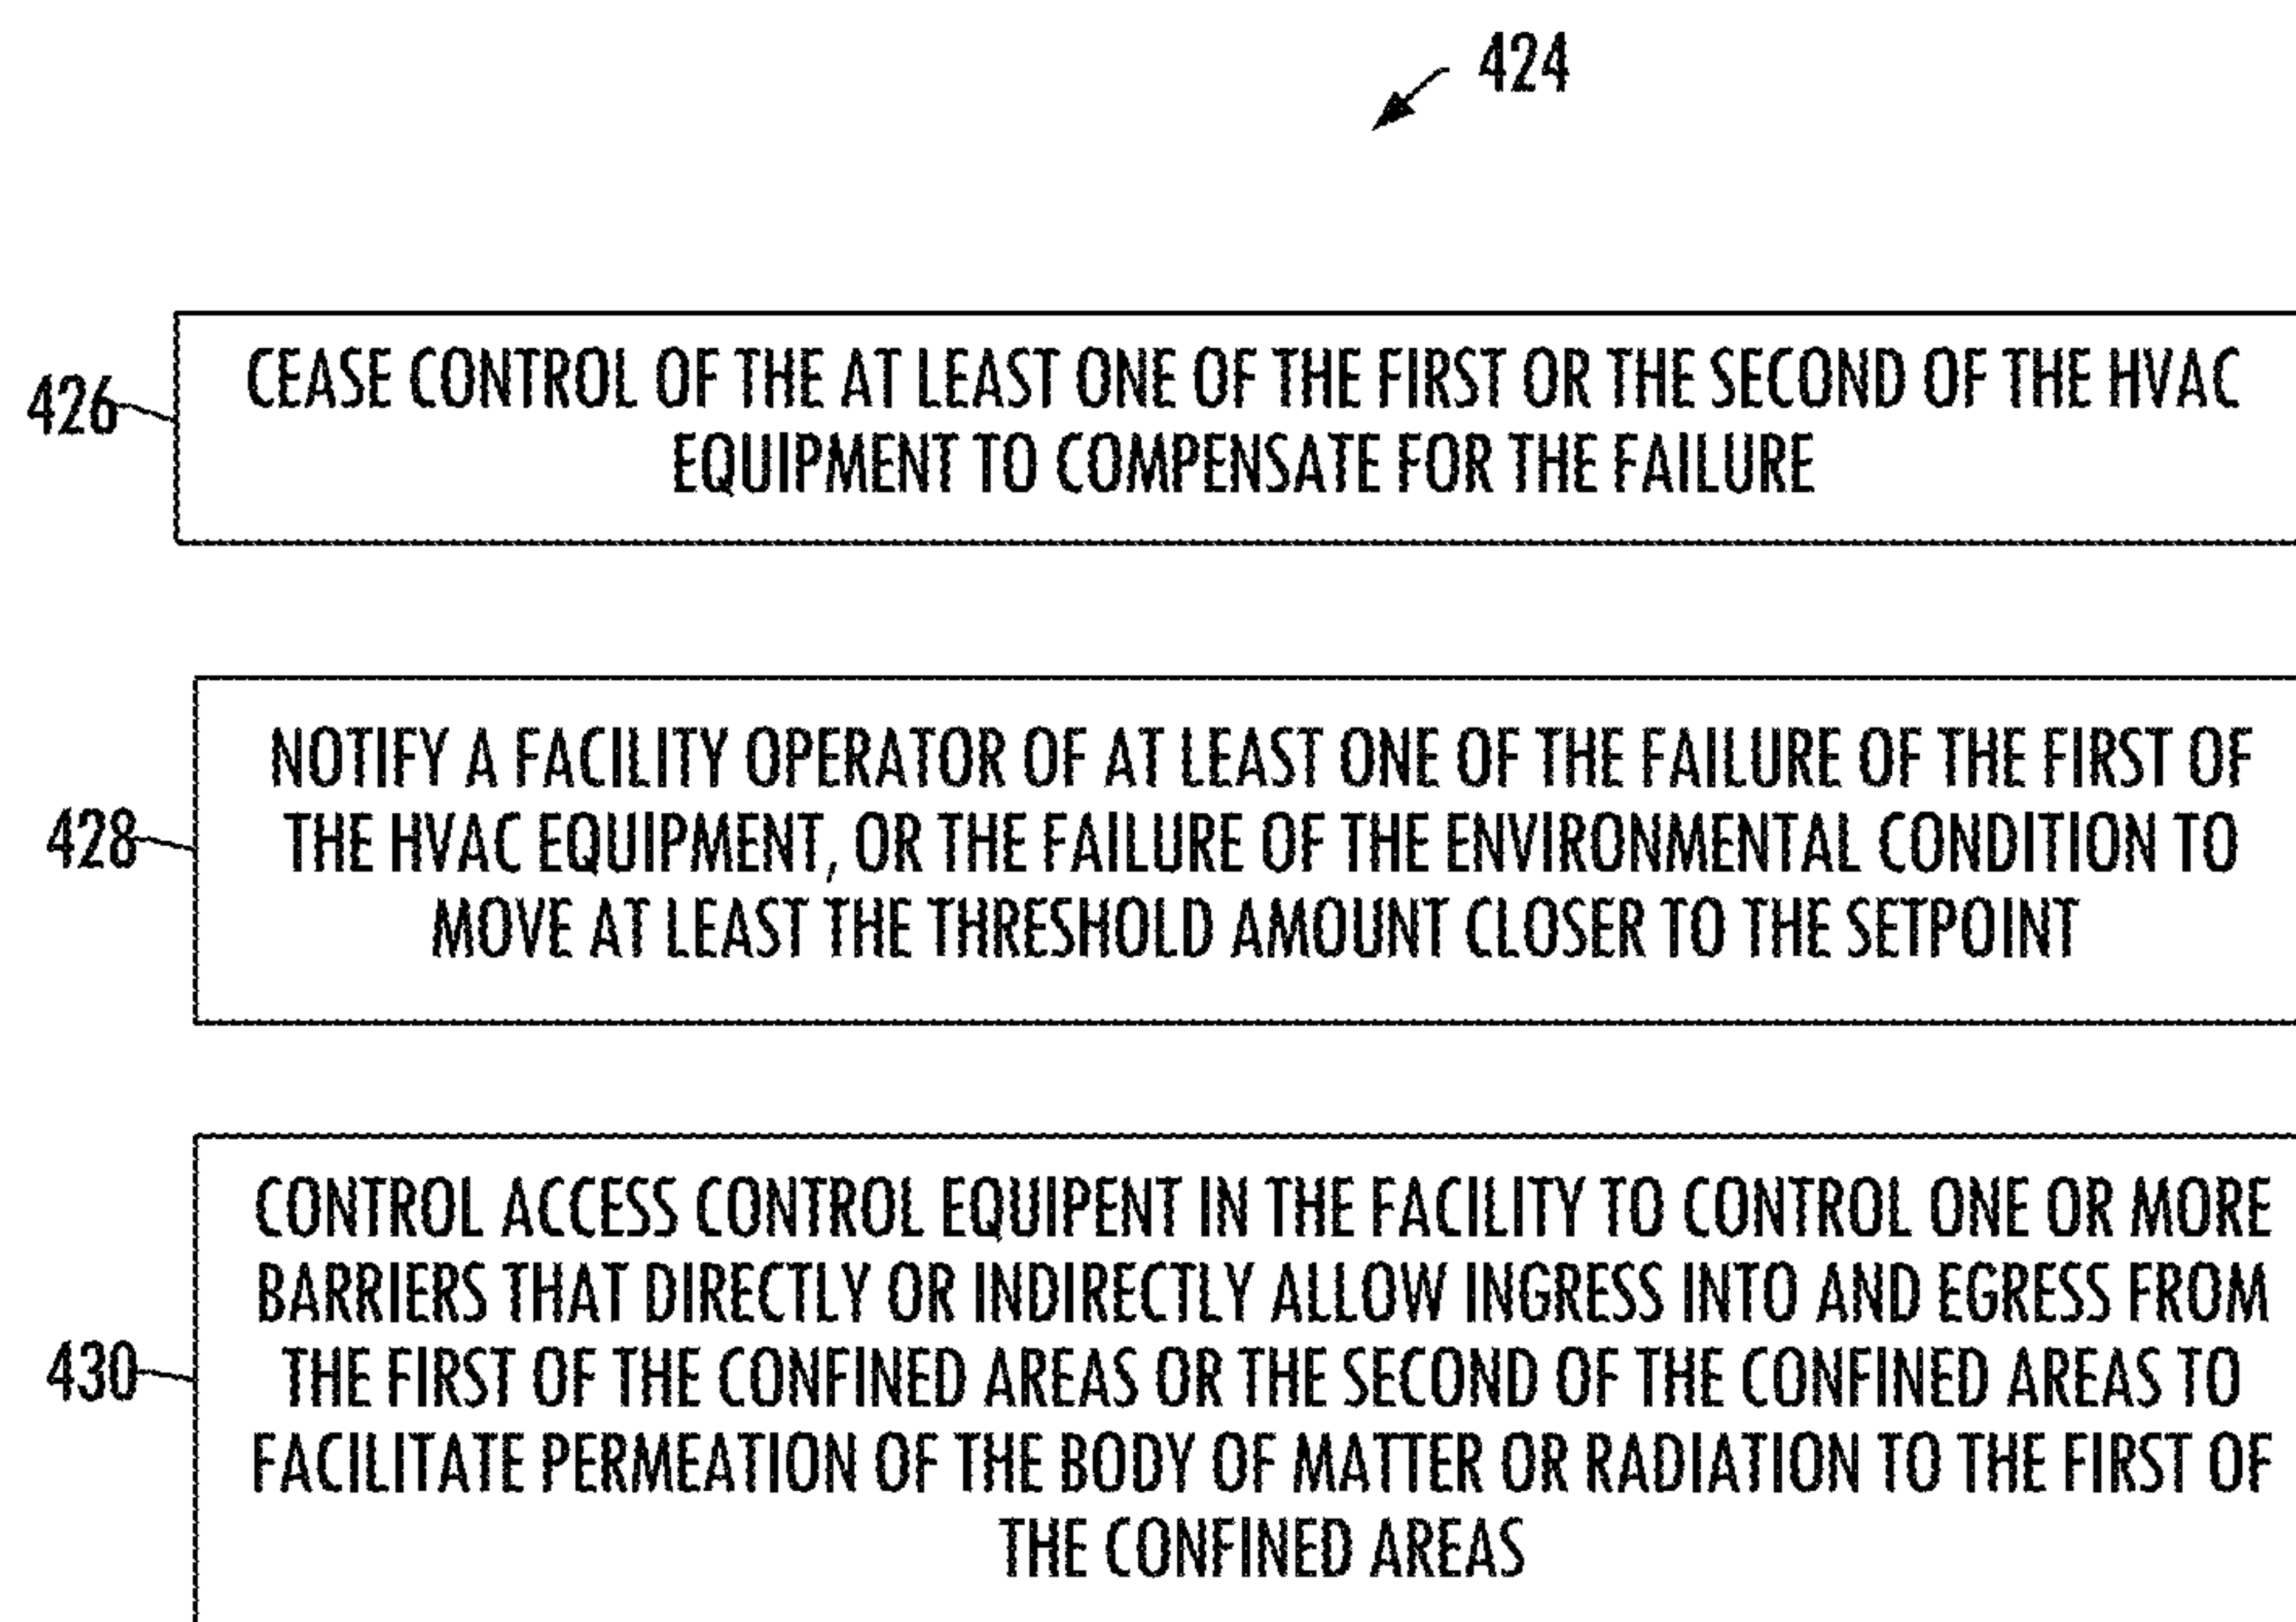 424
426
CEASE CONTROL OF THE AT LEAST ONE OF THE FIRST OR THE SECOND OF THE HVAC
EQUIPMENT TO COMPENSATE FOR THE FAILURE
428
NOTIFY A FACILITY OPERATOR OF AT LEAST ONE OF THE FAILURE OF THE FIRST OF
THE HVAC EQUIPMENT, OR THE FAILURE OF THE ENVIRONMENTAL CONDITION TO
MOVE AT LEAST THE THRESHOLD AMOUNT CLOSER TO THE SETPOINT
430
CONTROL ACCESS CONTROL EQUIPENT IN THE FACILITY TO CONTROL ONE OR MORE
BARRIERS THAT DIRECTLY OR INDIRECTLY ALLOW INGRESS INTO AND EGRESS FROM
THE FIRST OF THE CONFINED AREAS OR THE SECOND OF THE CONFINED AREAS TO
FACILITATE PERMEATION OF THE BODY OF MATTER OR RADIATION TO THE FIRST OF
THE CONFINED AREAS